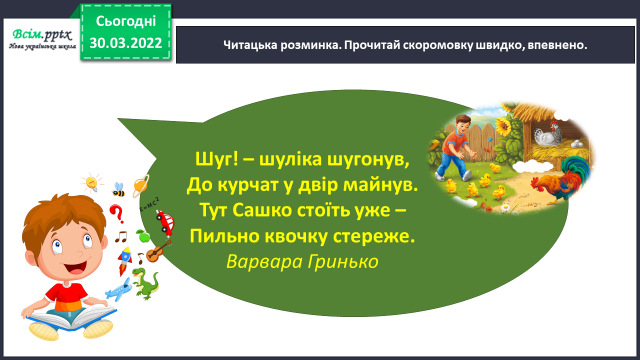 Всім.pptx
Нова українська школа
Сьогодні
30.03.2022
Читацька розминка. Прочитай скоромовку швидко, впевнено.
Шуг! – шуліка шугонув,
До курчат у двір майнув.
Тут Сашко стоїть уже –
Пильно квочку стереже.
Варвара Гринько
E=mc2